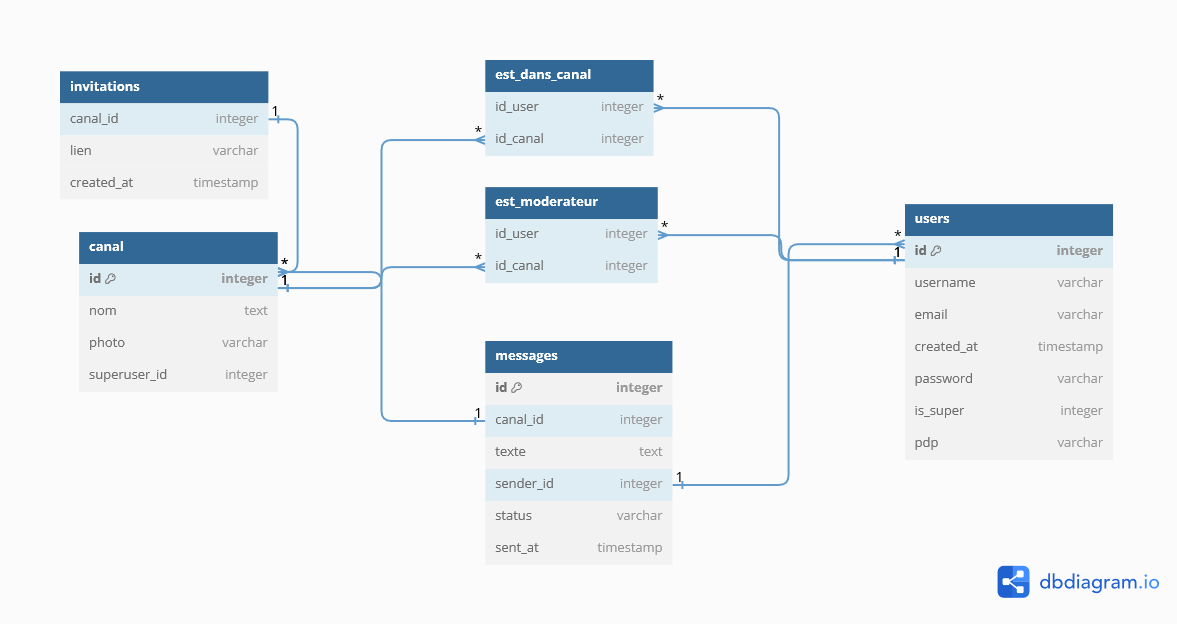 invitations
canal_id integer
lien varchar
created_at timestamp
1
canal
id integer
nom text
photo varchar
superuser_id integer
*
1
est_dans_canal
id_user integer
id_canal integer
*
*
est_moderateur
id_user integer
id_canal integer
*
*
messages
id integer
canal_id integer
texte text
sender_id integer
status varchar
sent_at timestamp
1
1
users
id integer
username varchar
email varchar
created_at timestamp
password varchar
is_super integer
pdp varchar
*
1
dbdiagram.io